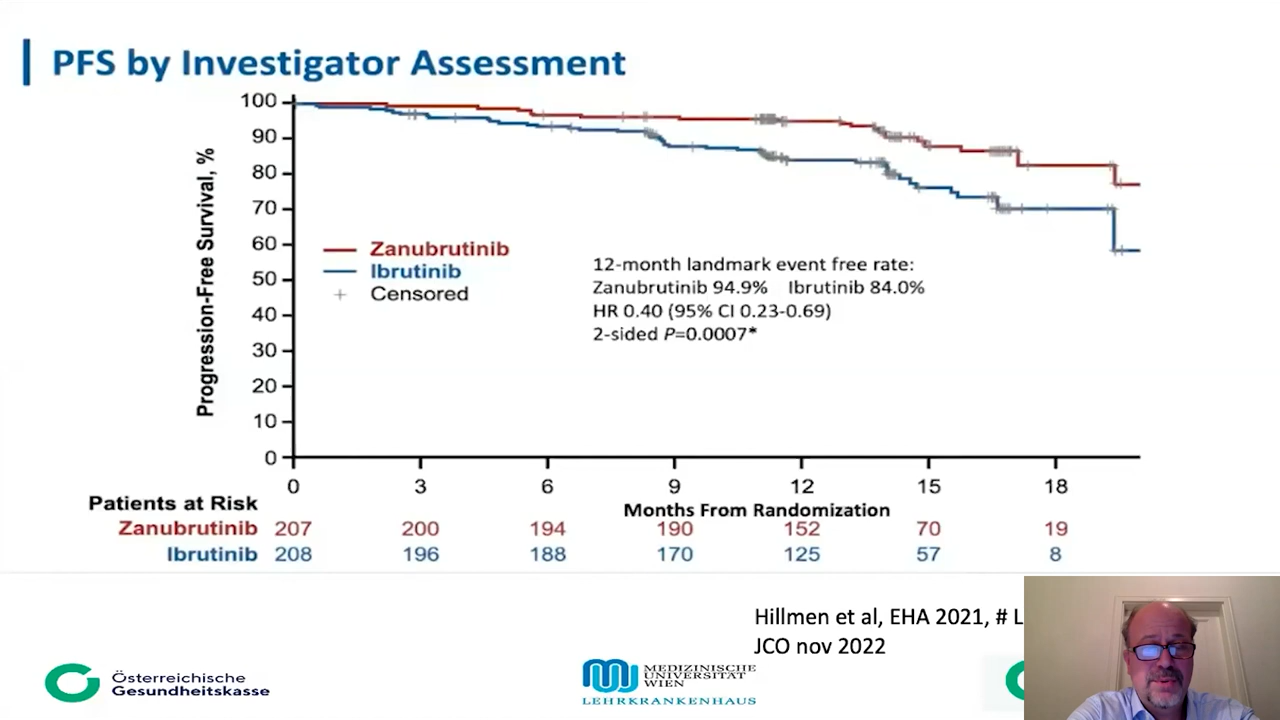 PFS by Investigator Assessment
Progression-Free Survival, %
100
90
80
70
60
50
40
30
20
10
0
Zanubrutinib
Ibrutinib
Censored
12-month landmark event free rate:
Zanubrutinib 94.9% Ibrutinib 84.0%
HR 0.40 (95% CI 0.23-0.69)
2-sided P=0.0007*
0 3 6 9 12 15 18
Months From Randomization
Patients at Risk
Zanubrutinib 207 200 194 190 152 70 19
Ibrutinib 208 196 188 170 125 57 8
Hillmen et al, EHA 2021, # L
JCO nov 2022
Österreichische
Gesundheitskasse
MEDIZINISCHE
UNIVERSITÄT
WIEN
LEHRKRANKENHAUS